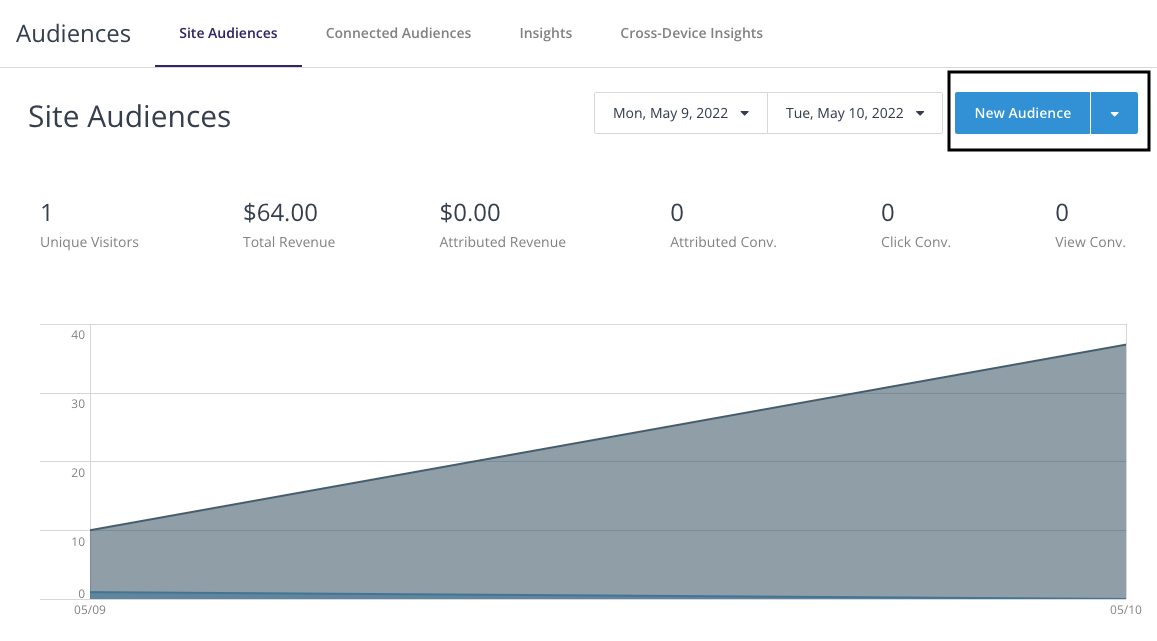 Audiences
Site Audiences
Connected Audiences
Insights
Cross-Device Insights
Site Audiences
Mon, May 9, 2022
Tue, May 10, 2022
New Audience
1
Unique Visitors
$64.00
Total Revenue
$0.00
Attributed Revenue
0
Attributed Conv.
0
Click Conv.
0
View Conv.
40
30
20
10
0
05/09
05/10